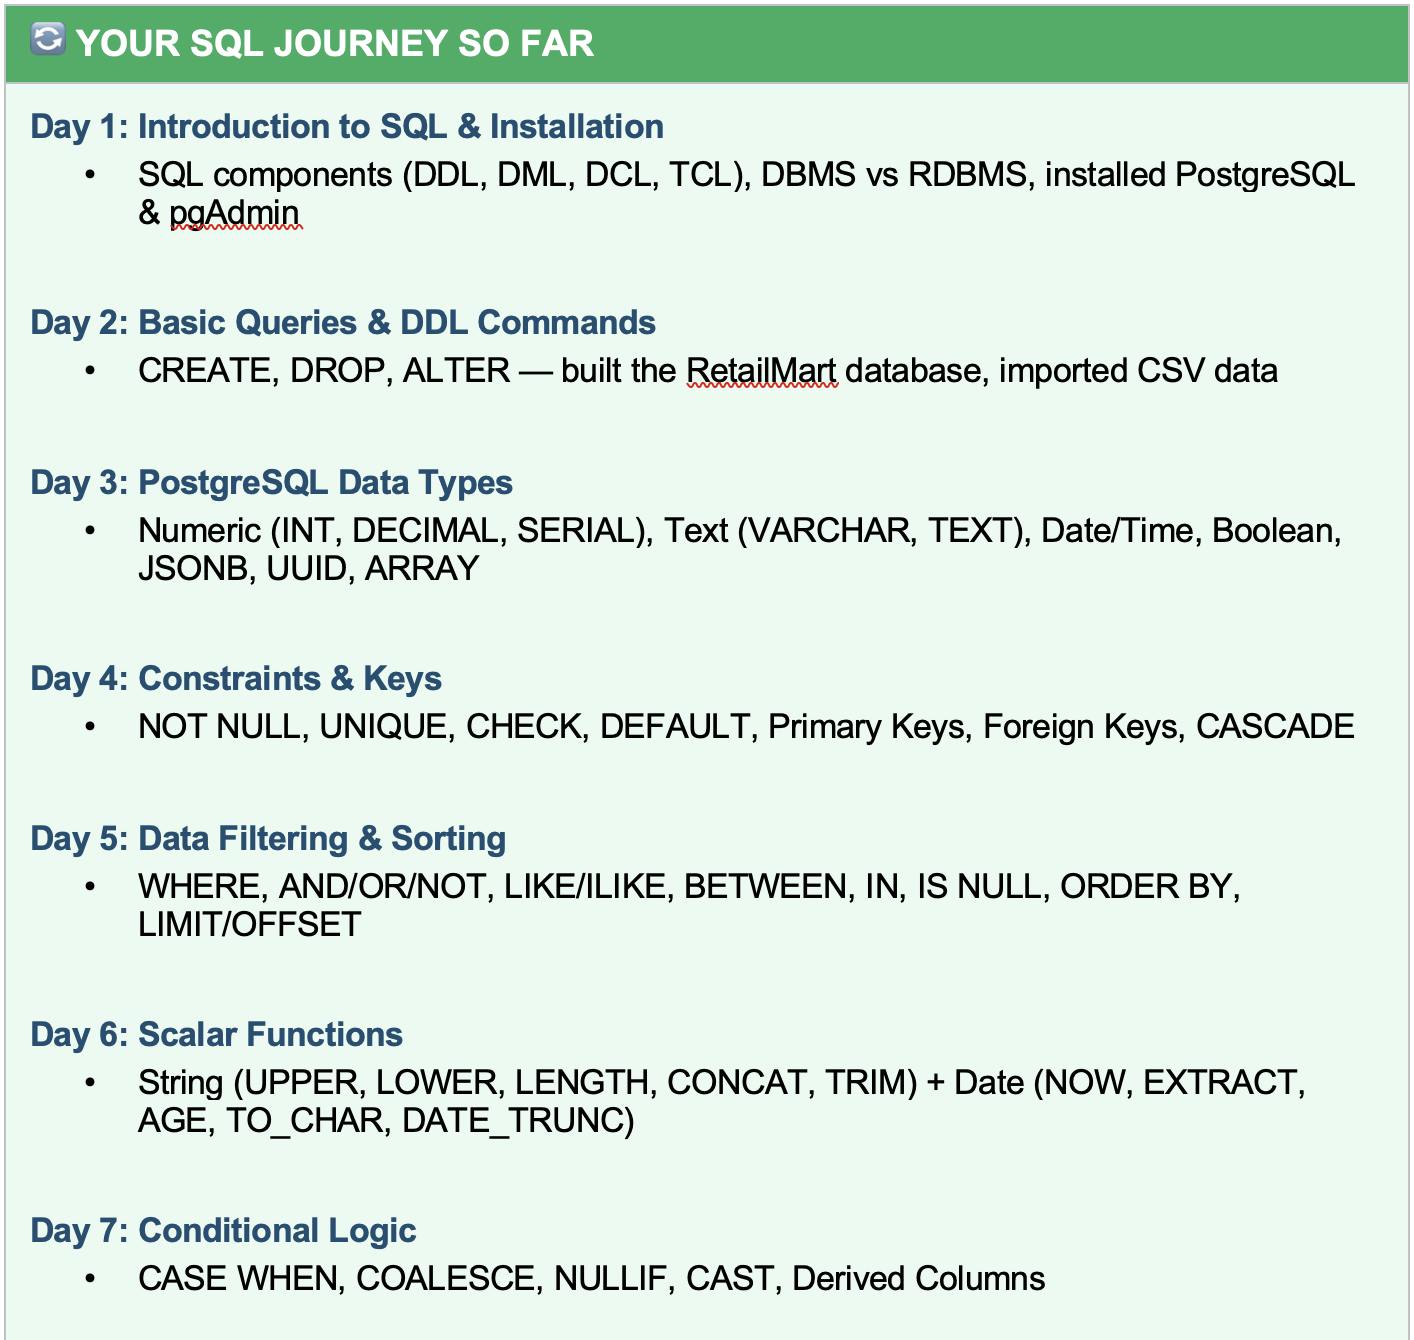 YOUR SQL JOURNEY SO FAR
Day 1: Introduction to SQL & Installation
• SQL components (DDL, DML, DCL, TCL), DBMS vs RDBMS, installed PostgreSQL
& pgAdmin
Day 2: Basic Queries & DDL Commands
• CREATE, DROP, ALTER — built the RetailMart database, imported CSV data
Day 3: PostgreSQL Data Types
• Numeric (INT, DECIMAL, SERIAL), Text (VARCHAR, TEXT), Date/Time, Boolean,
JSONB, UUID, ARRAY
Day 4: Constraints & Keys
• NOT NULL, UNIQUE, CHECK, DEFAULT, Primary Keys, Foreign Keys, CASCADE
Day 5: Data Filtering & Sorting
• WHERE, AND/OR/NOT, LIKE/ILIKE, BETWEEN, IN, IS NULL, ORDER BY,
LIMIT/OFFSET
Day 6: Scalar Functions
• String (UPPER, LOWER, LENGTH, CONCAT, TRIM) + Date (NOW, EXTRACT,
AGE, TO_CHAR, DATE_TRUNC)
Day 7: Conditional Logic
• CASE WHEN, COALESCE, NULLIF, CAST, Derived Columns